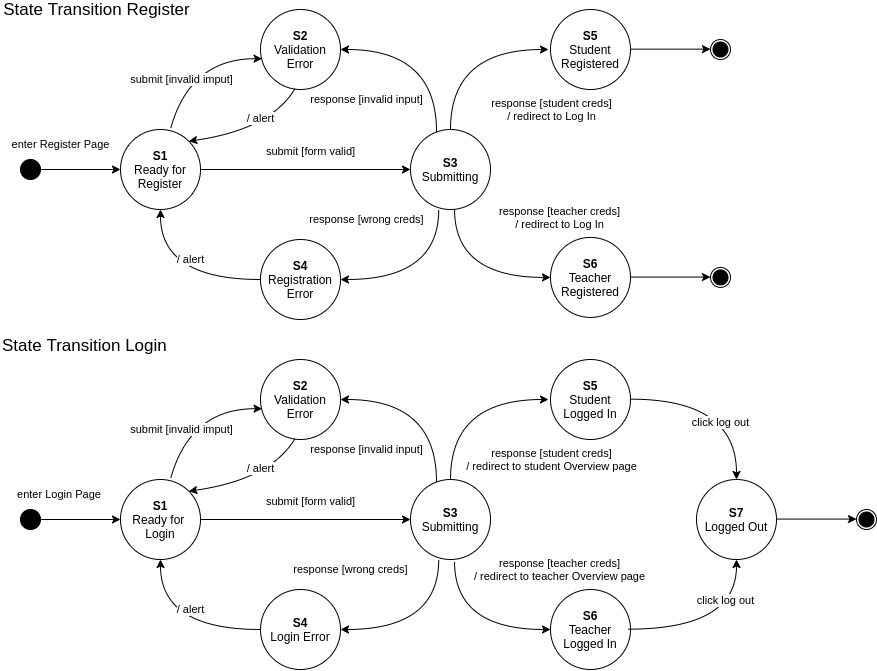 State Transition Register
S2
Validation
Error
S5
Student
Registered
submit [invalid imput]
response [invalid input]
response [student creds]
/ redirect to Log In
/ alert
enter Register Page
S1
Ready for
Register
submit [form valid]
S3
Submitting
response [wrong creds]
response [teacher creds]
/ redirect to Log In
/ alert
S4
Registration
Error
S6
Teacher
Registered
State Transition Login
S2
Validation
Error
S5
Student
Logged In
submit [invalid imput]
click log out
response [invalid input]
response [student creds]
/ redirect to student Overview page
/ alert
enter Login Page
S1
Ready for
Login
submit [form valid]
S3
Submitting
S7
Logged Out
response [wrong creds]
response [teacher creds]
/ redirect to teacher Overview page
/ alert
click log out
S4
Login Error
S6
Teacher
Logged In